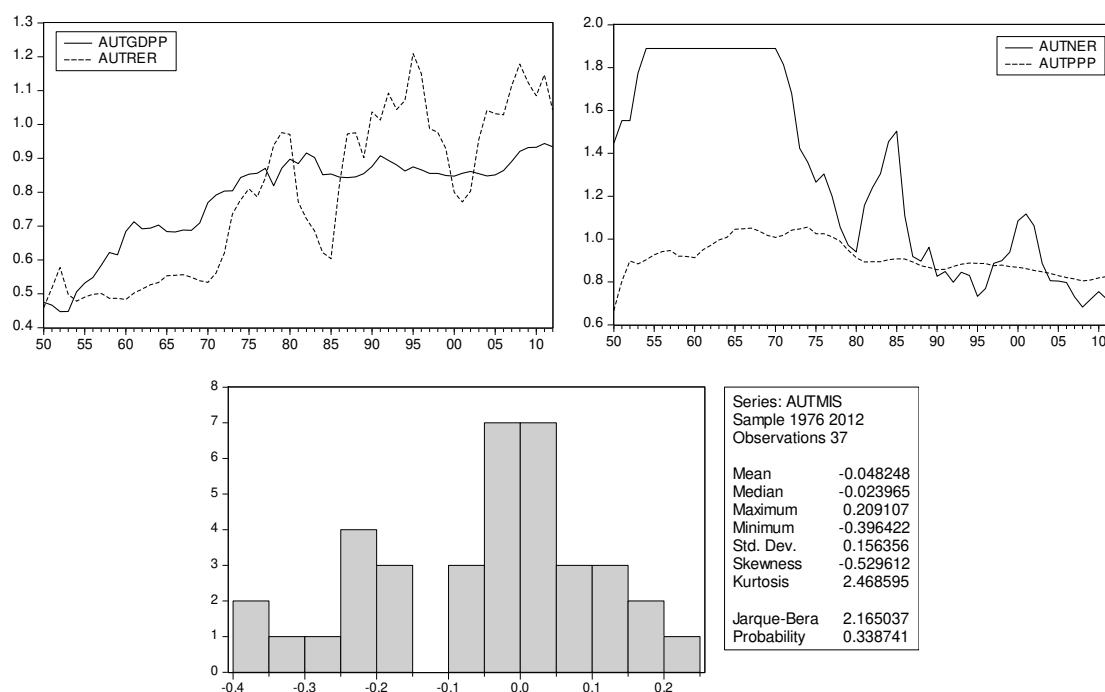 1.3
1.2
1.1
1.0
0.9
0.8
0.7
0.6
0.5
0.4
AUTGDPP
AUTRER
50 55 60 65 70 75 80 85 90 95 00 05 10
2.0
1.8
1.6
1.4
1.2
1.0
0.8
0.6
AUTNER
AUTPPP
50 55 60 65 70 75 80 85 90 95 00 05 10
8
7
6
5
4
3
2
1
0
-0.4 -0.3 -0.2 -0.1 0.0 0.1 0.2
Series: AUTMIS
Sample 1976 2012
Observations 37
Mean -0.048248
Median -0.023965
Maximum 0.209107
Minimum -0.396422
Std. Dev. 0.156356
Skewness -0.529612
Kurtosis 2.468595
Jarque-Bera 2.165037
Probability 0.338741